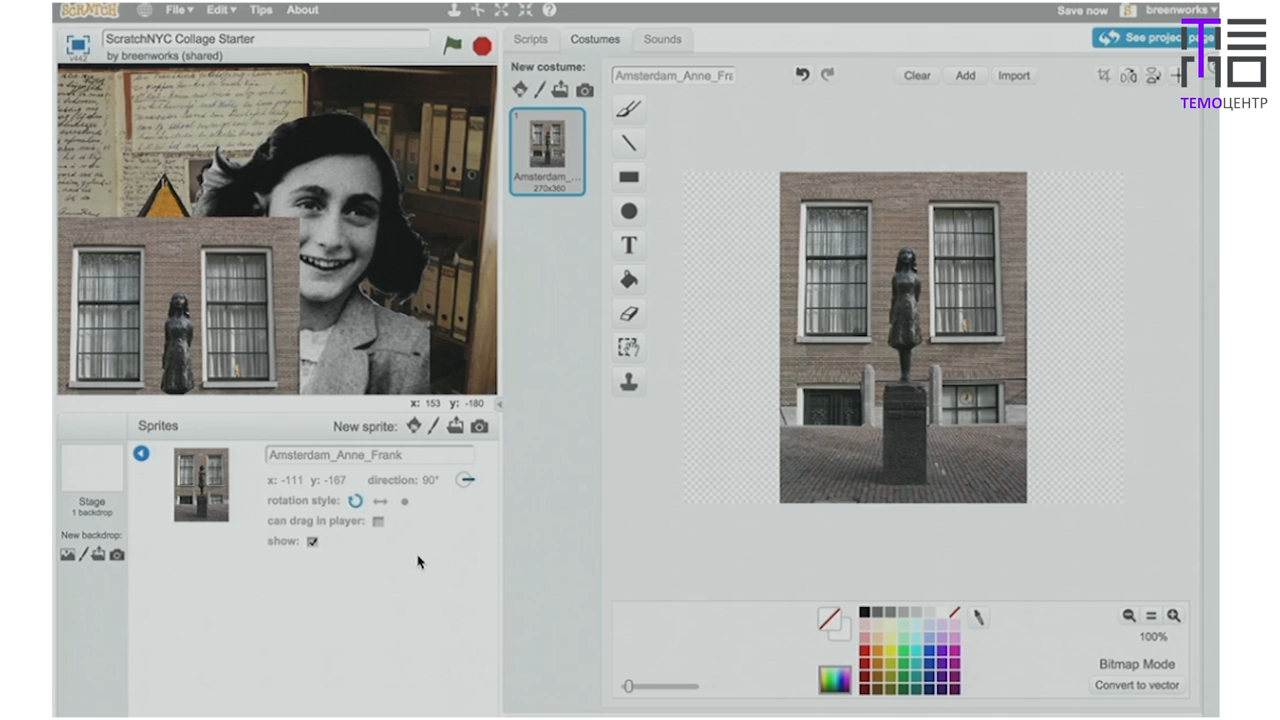 SCRATCH File▾ Edit▾ Tips About Save now breenworks ▾
v442 ScratchNYC Collage Starter
by breenworks (shared)
Scripts Costumes Sounds See project page
New costume:
Amsterdam_Anne_Fra Clear Add Import
ТЕМОЦЕНТР
1
Amsterdam_...
270x360
T
x: 153 y: -180
Sprites New sprite:
Amsterdam_Anne_Frank
x: -111 y: -167 direction: 90°
rotation style:
can drag in player:
show:
Stage
1 backdrop
New backdrop:
100%
Bitmap Mode
Convert to vector